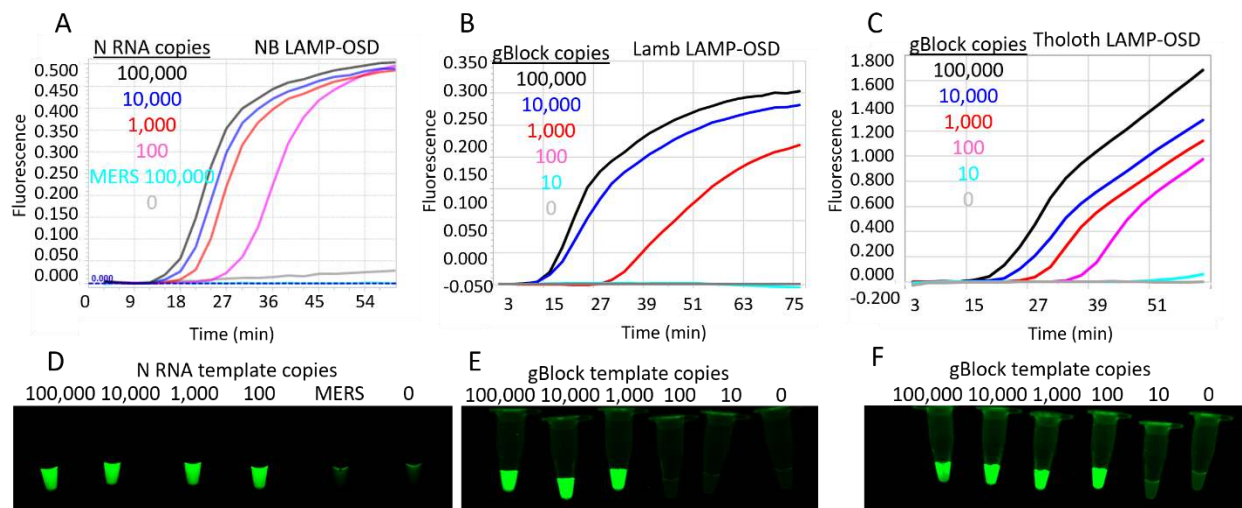 A
N RNA copies
NB LAMP-OSD
100,000
10,000
1,000
100
MERS 100,000
0
Fluorescence
0.500
0.450
0.400
0.350
0.300
0.250
0.200
0.150
0.100
0.050
0.000
0.000
0 9 18 27 36 45 54
Time (min)
B
gBlock copies
Lamb LAMP-OSD
100,000
10,000
1,000
100
10
0
Fluorescence
0.350
0.300
0.250
0.200
0.150
0.100
0.050
0.000
-0.050
3 15 27 39 51 63 75
Time (min)
C
gBlock copies
Tholoth LAMP-OSD
100,000
10,000
1,000
100
10
0
Fluorescence
1.800
1.600
1.400
1.200
1.000
0.800
0.600
0.400
0.200
0.000
-0.200
3 15 27 39 51
Time (min)
D
N RNA template copies
100,000 10,000 1,000 100 MERS 0
E
gBlock template copies
100,000 10,000 1,000 100 10 0
F
gBlock template copies
100,000 10,000 1,000 100 10 0